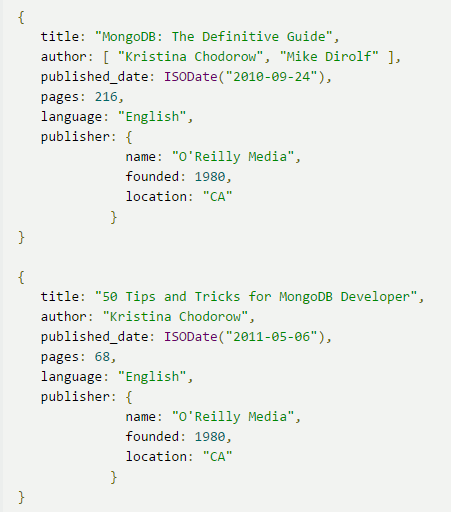 {
title: "MongoDB: The Definitive Guide",
author: [ "Kristina Chodorow", "Mike Dirolf" ],
published_date: ISODate("2010-09-24"),
pages: 216,
language: "English",
publisher: {
name: "O'Reilly Media",
founded: 1980,
location: "CA"
}
}
{
title: "50 Tips and Tricks for MongoDB Developer",
author: "Kristina Chodorow",
published_date: ISODate("2011-05-06"),
pages: 68,
language: "English",
publisher: {
name: "O'Reilly Media",
founded: 1980,
location: "CA"
}
}